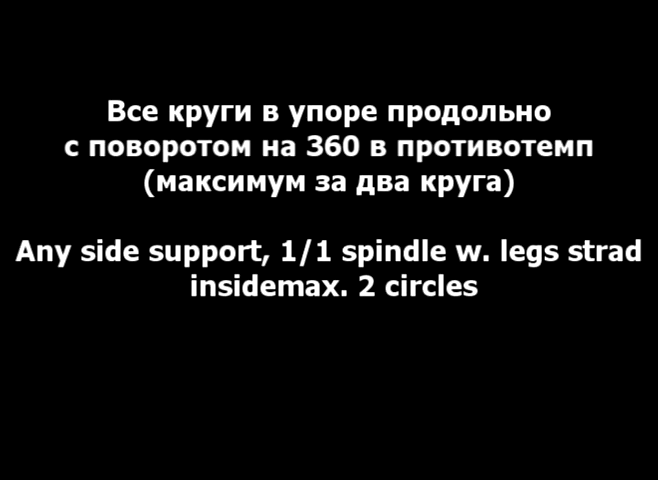 Все круги в упоре продольно
с поворотом на 360 в противотемп
(максимум за два круга)
Any side support, 1/1 spindle w. legs strad
insidemax. 2 circles